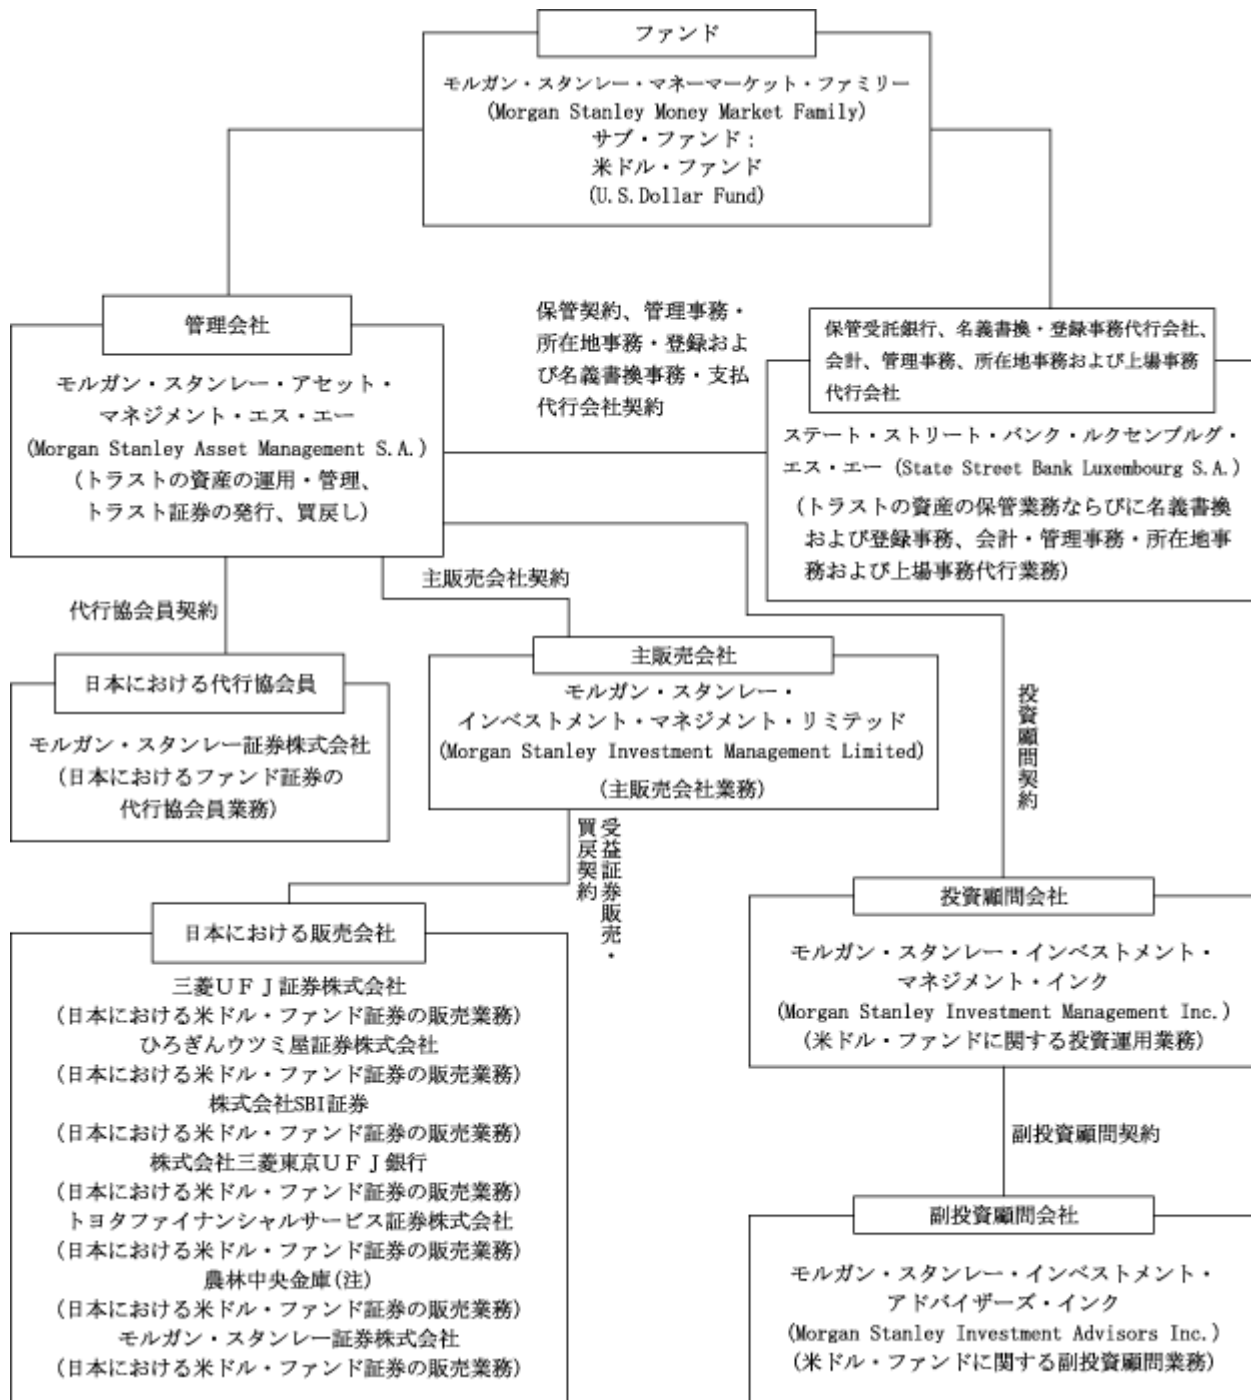 ファンド
モルガン・スタンレー・マネーマーケット・ファミリー
(Morgan Stanley Money Market Family)
サブ・ファンド：
米ドル・ファンド
(U.S.Dollar Fund)
管理会社
モルガン・スタンレー・アセット・
マネジメント・エス・エー
(Morgan Stanley Asset Management S.A.)
(トラストの資産の運用・管理、
トラスト証券の発行、買戻し)
保管契約、管理事務・
所在地事務・登録およ
び名義書換事務・支払
代行会社契約
保管受託銀行、名義書換・登録事務代行会社、
会計、管理事務、所在地事務および上場事務
代行会社
ステート・ストリート・バンク・ルクセンブルグ・
エス・エー (State Street Bank Luxembourg S.A.)
(トラストの資産の保管業務ならびに名義書換
および登録事務、会計・管理事務・所在地事
務および上場事務代行業務)
代行協会員契約
主販売会社契約
投資顧問契約
日本における代行協会員
モルガン・スタンレー証券株式会社
(日本におけるファンド証券の
代行協会員業務)
主販売会社
モルガン・スタンレー・
インベストメント・マネジメント・リミテッド
(Morgan Stanley Investment Management Limited)
(主販売会社業務)
受益証券販売・
買戻契約
日本における販売会社
三菱ＵＦＪ証券株式会社
(日本における米ドル・ファンド証券の販売業務)
ひろぎんウツミ屋証券株式会社
(日本における米ドル・ファンド証券の販売業務)
株式会社SBI証券
(日本における米ドル・ファンド証券の販売業務)
株式会社三菱東京ＵＦＪ銀行
(日本における米ドル・ファンド証券の販売業務)
トヨタファイナンシャルサービス証券株式会社
(日本における米ドル・ファンド証券の販売業務)
農林中央金庫(注)
(日本における米ドル・ファンド証券の販売業務)
モルガン・スタンレー証券株式会社
(日本における米ドル・ファンド証券の販売業務)
投資顧問会社
モルガン・スタンレー・インベストメント・
マネジメント・インク
(Morgan Stanley Investment Management Inc.)
(米ドル・ファンドに関する投資運用業務)
副投資顧問契約
副投資顧問会社
モルガン・スタンレー・インベストメント・
アドバイザーズ・インク
(Morgan Stanley Investment Advisors Inc.)
(米ドル・ファンドに関する副投資顧問業務)